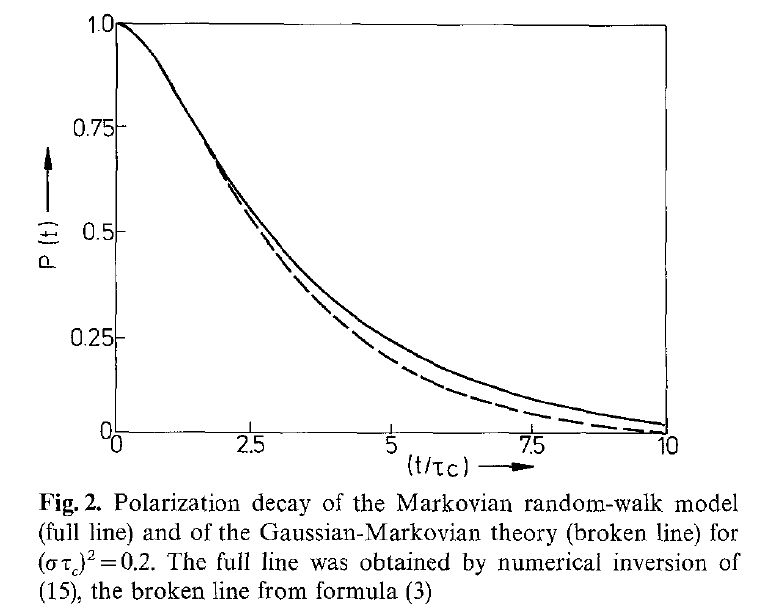 1.0
0.75
0.5
0.25
0
P(t)
0 2.5 5 7.5 10
(t/τc)
Fig. 2. Polarization decay of the Markovian random-walk model
(full line) and of the Gaussian-Markovian theory (broken line) for
(σ τc)² = 0.2. The full line was obtained by numerical inversion of
(15), the broken line from formula (3)